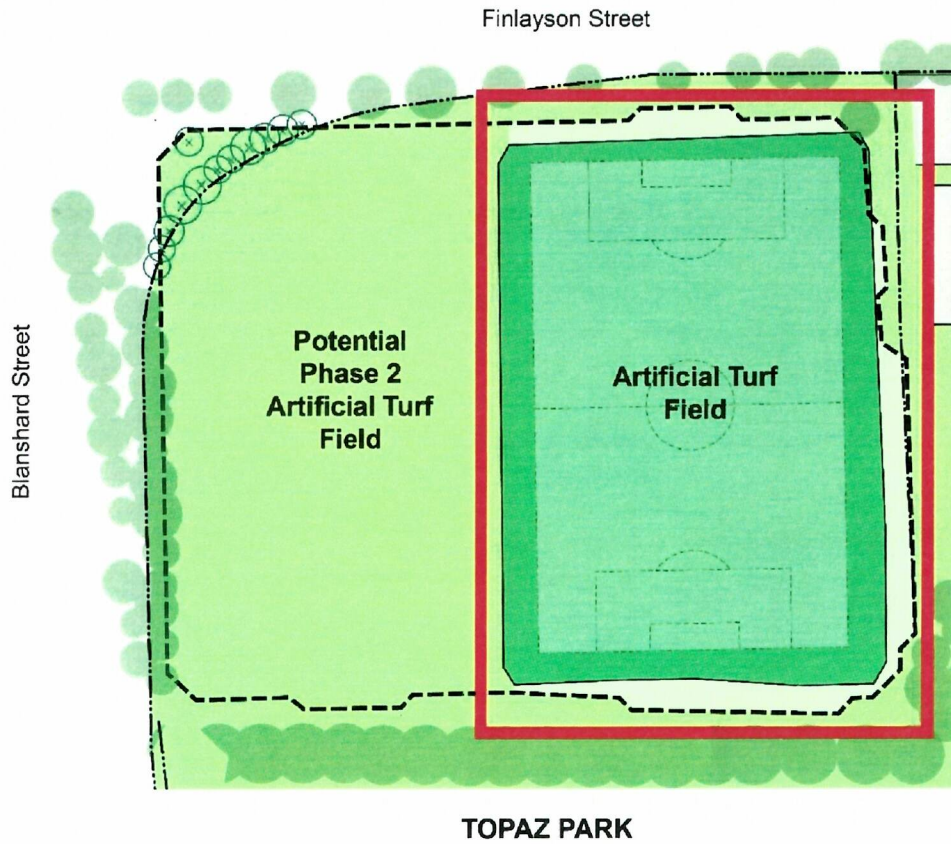 Finlayson Street
Blanshard Street
Potential
Phase 2
Artificial Turf
Field
Artificial Turf
Field
TOPAZ PARK